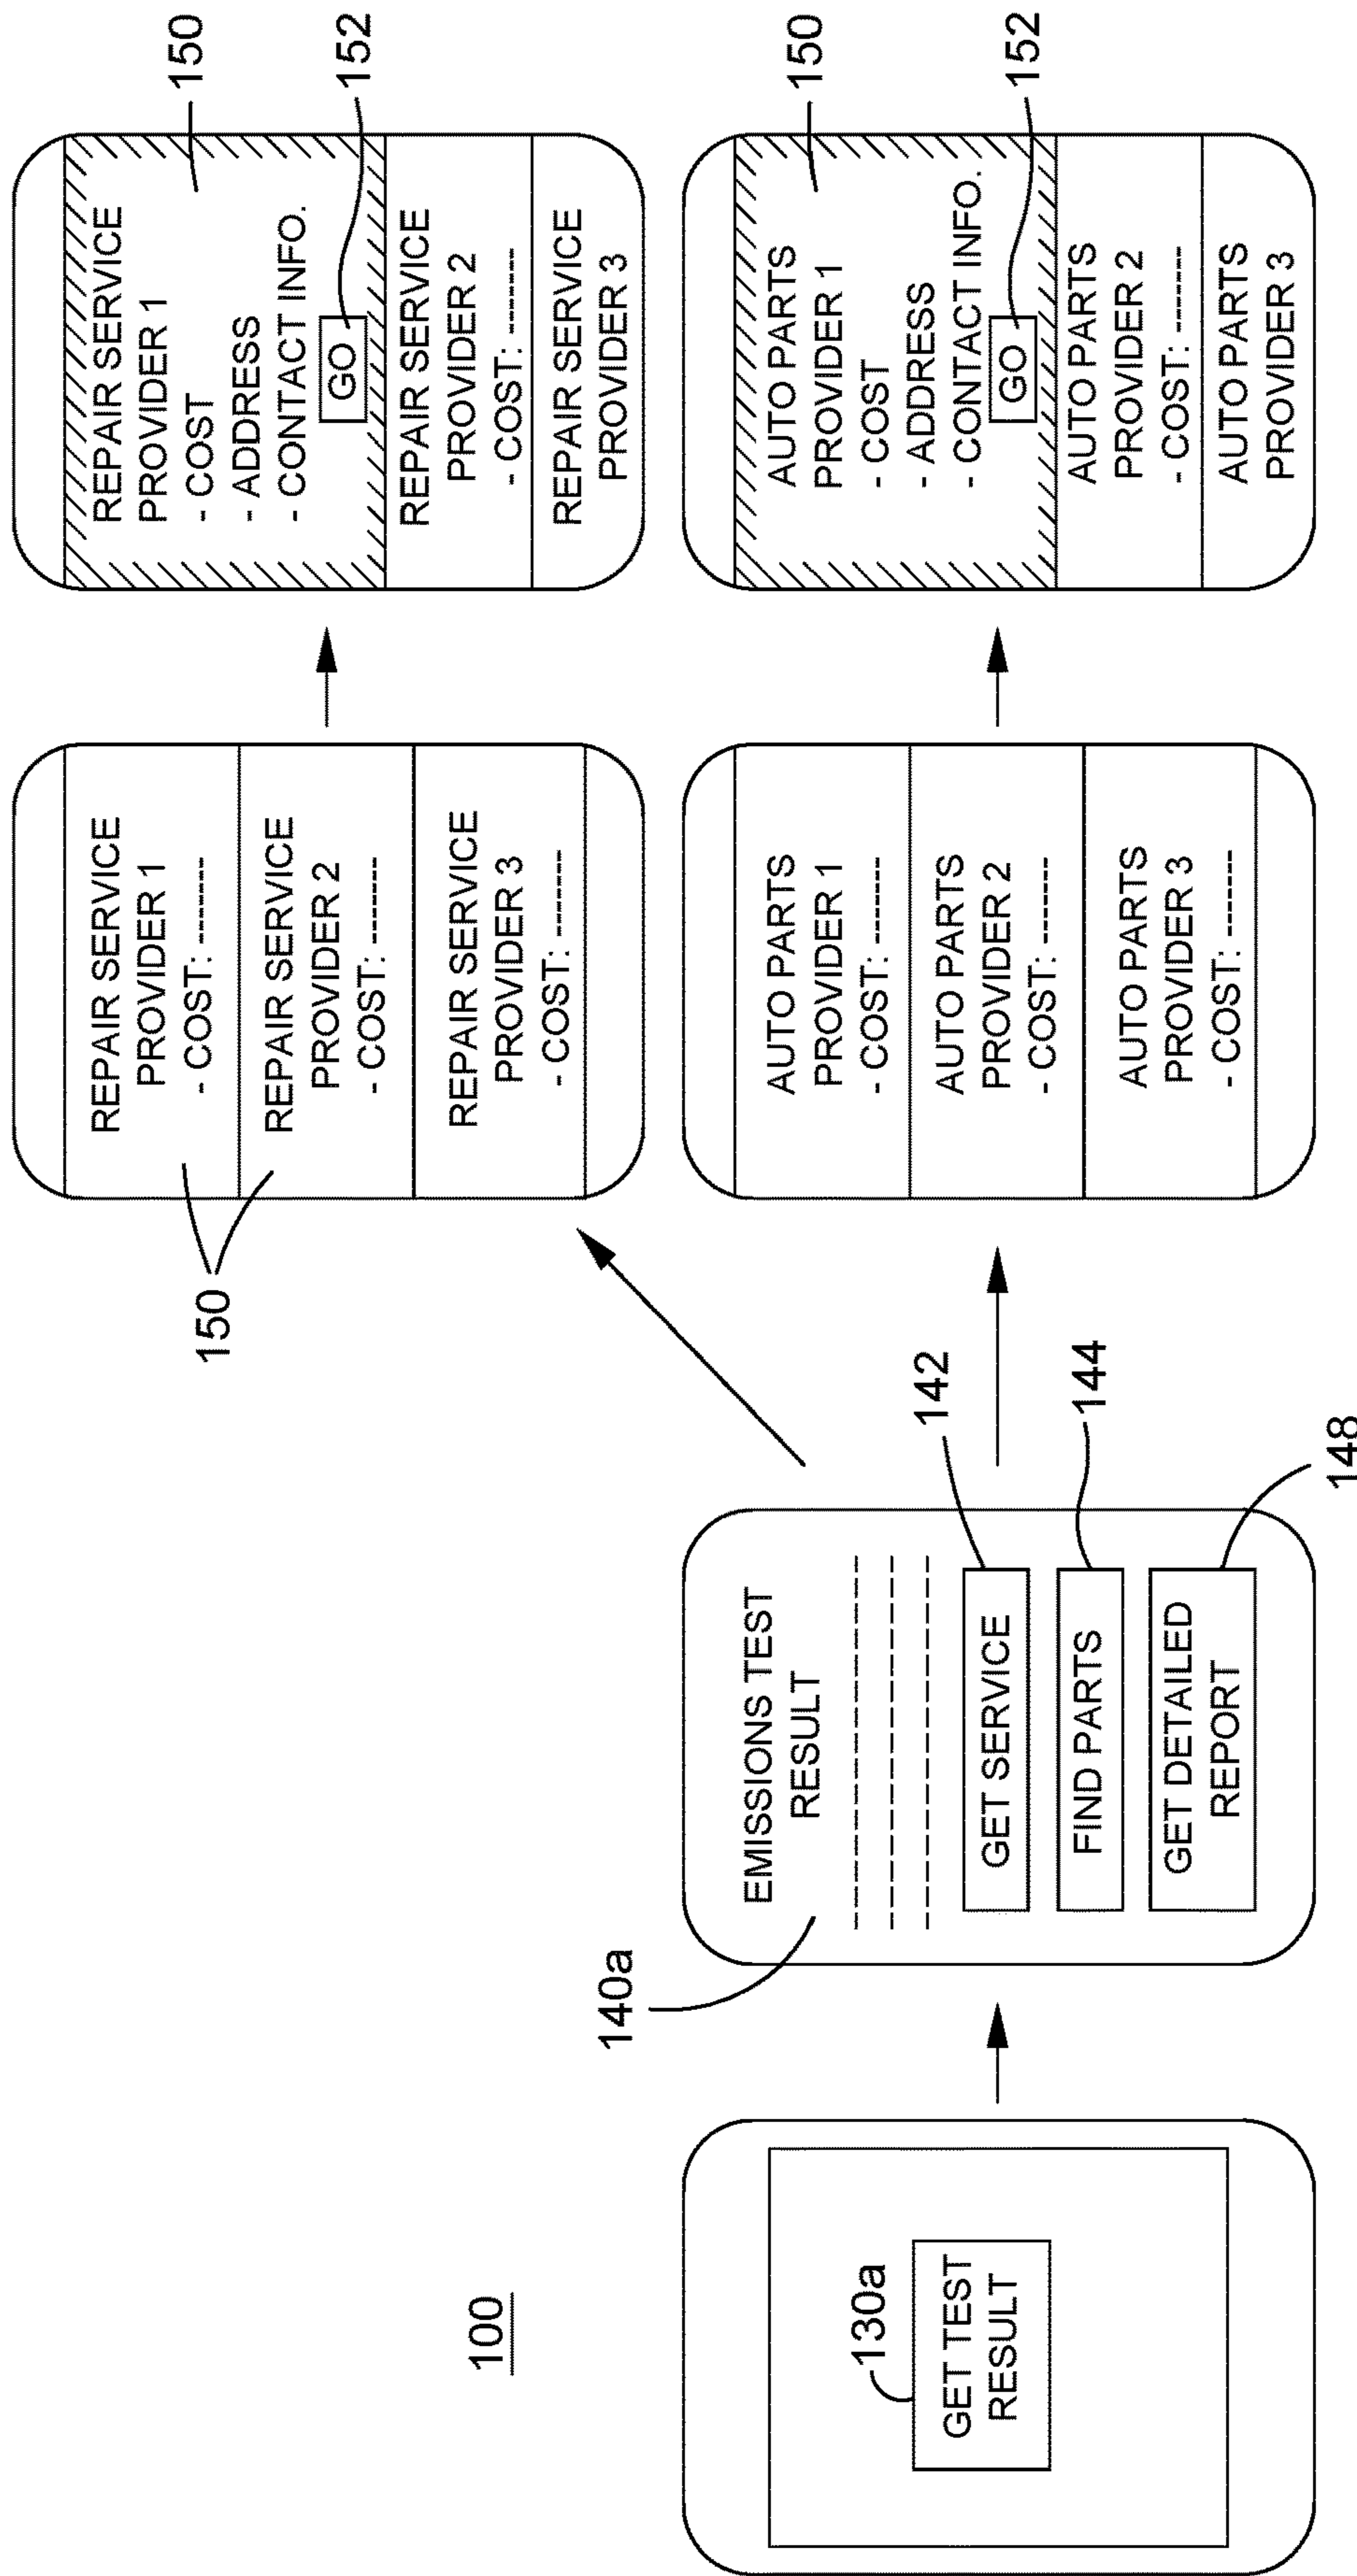 100
130a
GET TEST
RESULT
140a
EMISSIONS TEST
RESULT
GET SERVICE
142
FIND PARTS
144
GET DETAILED
REPORT
148
150
REPAIR SERVICE
PROVIDER 1
- COST: -------
REPAIR SERVICE
PROVIDER 2
- COST: -------
REPAIR SERVICE
PROVIDER 3
- COST: -------
REPAIR SERVICE
PROVIDER 1
- COST
- ADDRESS
- CONTACT INFO.
GO
150
152
REPAIR SERVICE
PROVIDER 2
- COST: -------
REPAIR SERVICE
PROVIDER 3
AUTO PARTS
PROVIDER 1
- COST: -------
AUTO PARTS
PROVIDER 2
- COST: -------
AUTO PARTS
PROVIDER 3
- COST: -------
AUTO PARTS
PROVIDER 1
- COST
- ADDRESS
- CONTACT INFO.
GO
150
152
AUTO PARTS
PROVIDER 2
- COST: -------
AUTO PARTS
PROVIDER 3